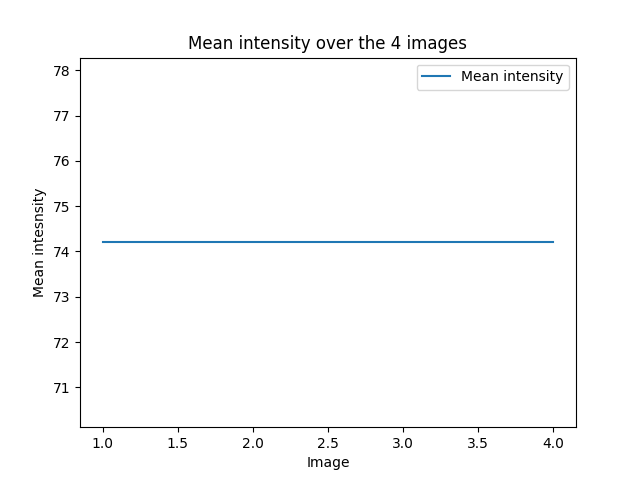 Mean intensity over the 4 images
Mean intensity
78
77
76
75
74
73
72
71
Mean intesnsity
1.0 1.5 2.0 2.5 3.0 3.5 4.0
Image